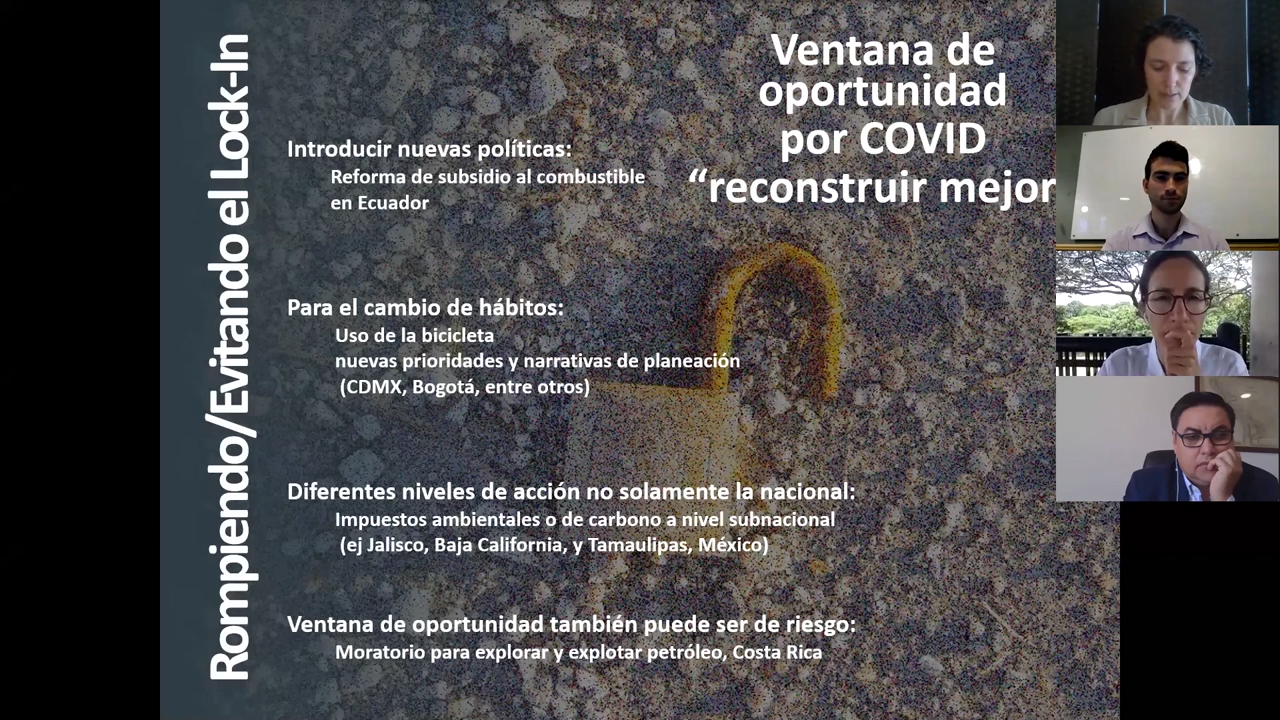 Rompiendo/Evitando el Lock-In
Ventana de
oportunidad
por COVID
“reconstruir mejor
Introducir nuevas políticas:
Reforma de subsidio al combustible
en Ecuador
Para el cambio de hábitos:
Uso de la bicicleta
nuevas prioridades y narrativas de planeación
(CDMX, Bogotá, entre otros)
Diferentes niveles de acción no solamente la nacional:
Impuestos ambientales o de carbono a nivel subnacional
(ej Jalisco, Baja California, y Tamaulipas, México)
Ventana de oportunidad también puede ser de riesgo:
Moratorio para explorar y explotar petróleo, Costa Rica